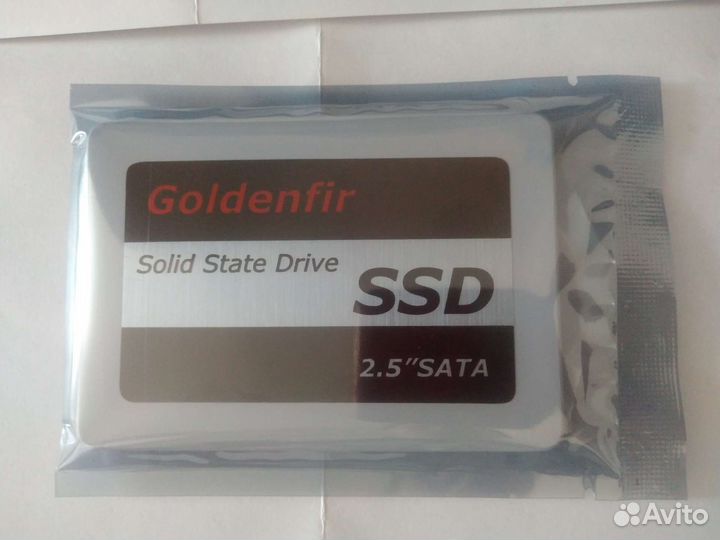 Goldenfir
Solid State Drive
SSD
2.5"SATA
Avito